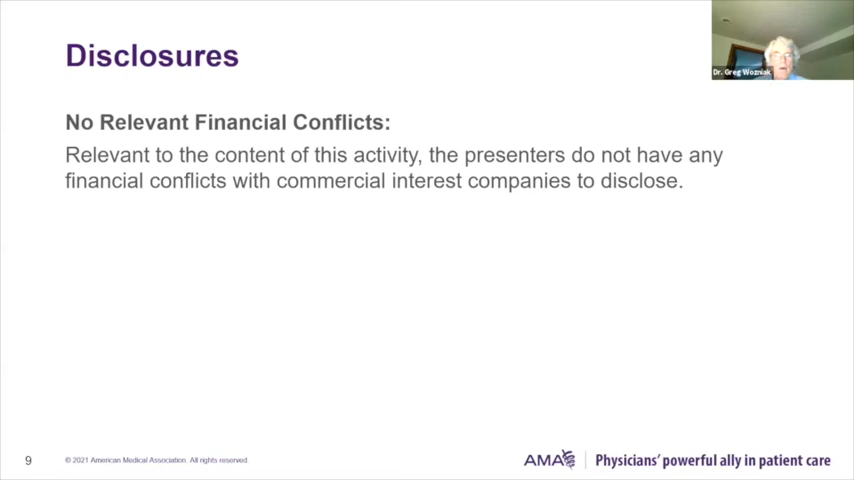 Disclosures
Dr. Greg Wozniak
No Relevant Financial Conflicts:
Relevant to the content of this activity, the presenters do not have any
financial conflicts with commercial interest companies to disclose.
9
© 2021 American Medical Association. All rights reserved.
AMA
Physicians' powerful ally in patient care